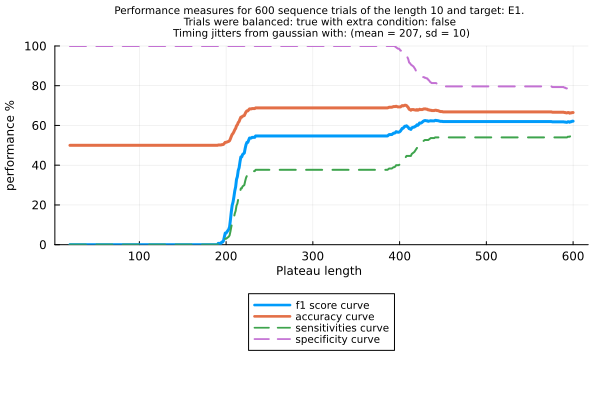 Performance measures for 600 sequence trials of the length 10 and target: E1.
Trials were balanced: true with extra condition: false
Timing jitters from gaussian with: (mean = 207, sd = 10)
100
80
60
40
20
0
performance %
100
200
300
400
500
600
Plateau length
f1 score curve
accuracy curve
sensitivities curve
specificity curve